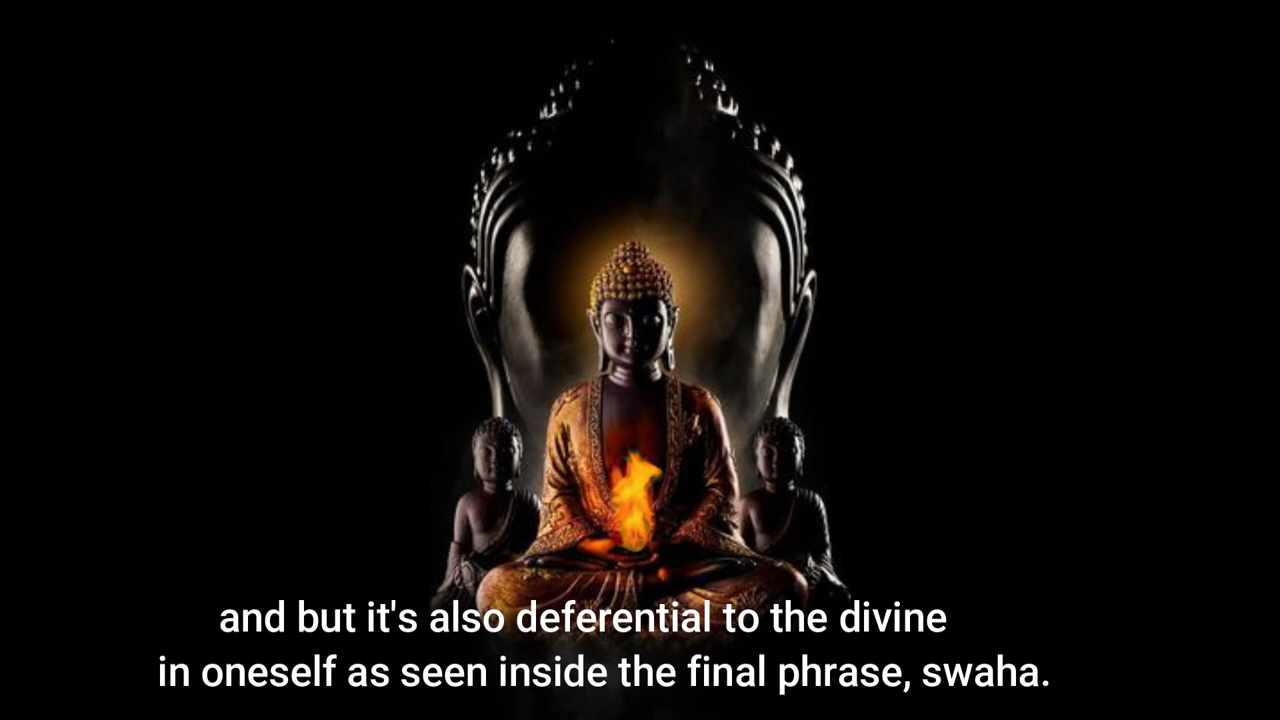 and but it's also deferential to the divine
in oneself as seen inside the final phrase, swaha.